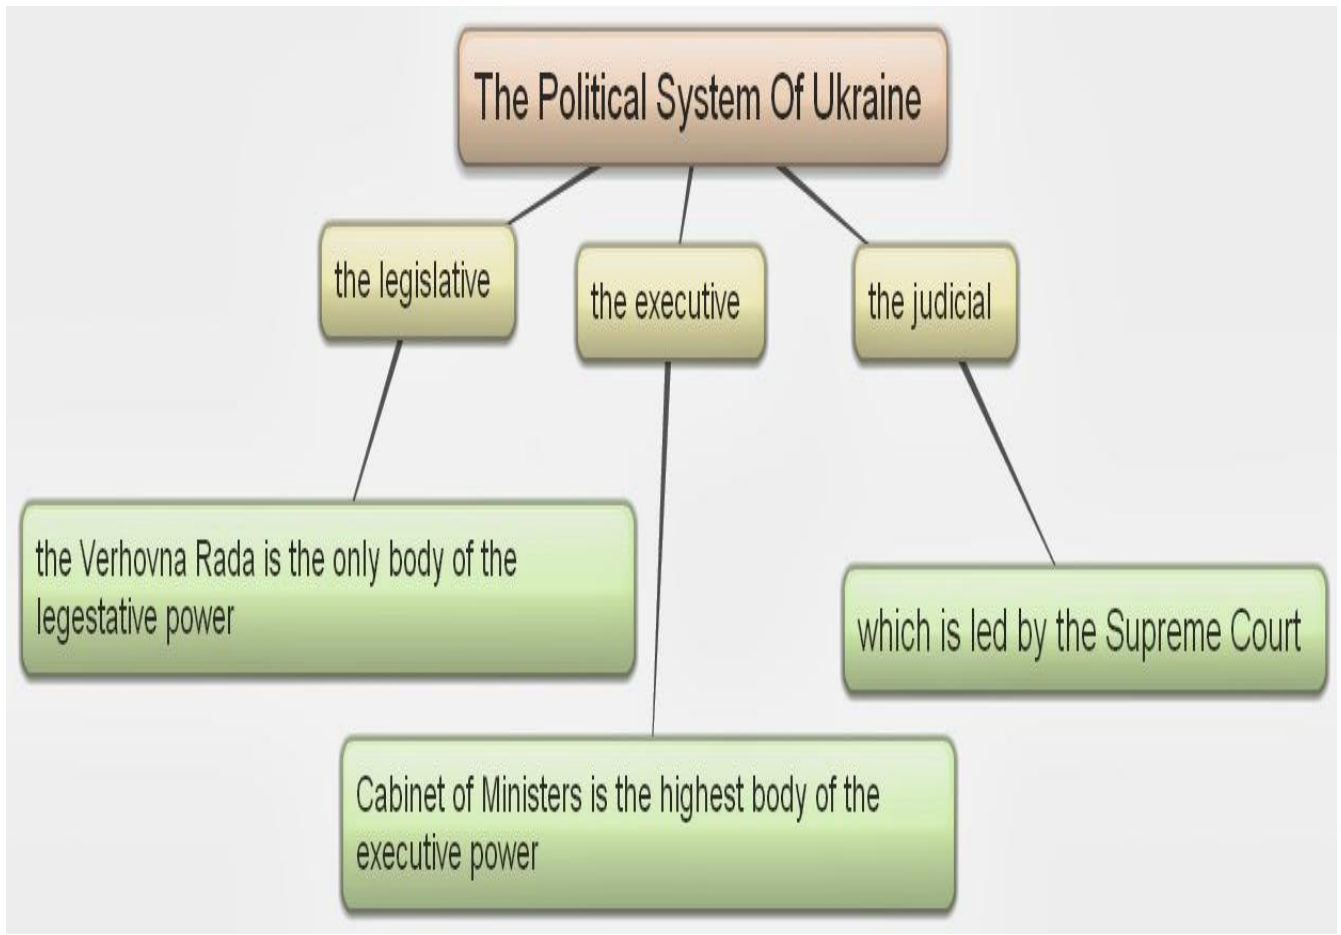 The Political System Of Ukraine
the legislative
the executive
the judicial
the Verhovna Rada is the only body of the
legestative power
which is led by the Supreme Court
Cabinet of Ministers is the highest body of the
executive power